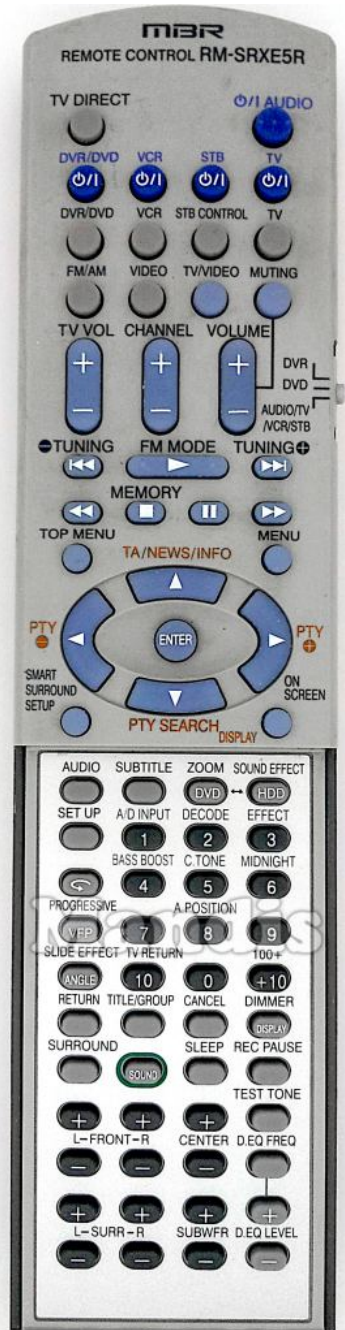 MBR
REMOTE CONTROL RM-SRXE5R
TV DIRECT ⏻/I AUDIO
DVR/DVD VCR STB TV
⏻/I ⏻/I ⏻/I ⏻/I
DVR/DVD VCR STB CONTROL TV
FM/AM VIDEO TV/VIDEO MUTING
TV VOL CHANNEL VOLUME
+ + +
DVR
DVD
− − −
AUDIO/TV
/VCR/STB
⊖TUNING FM MODE TUNING⊕
MEMORY
TOP MENU MENU
TA/NEWS/INFO
PTY ⊖ ENTER PTY ⊕
SMART
SURROUND
SETUP
ON
SCREEN
PTY SEARCH DISPLAY
AUDIO SUBTITLE ZOOM SOUND EFFECT
DVD ↔ HDD
SET UP A/D INPUT DECODE EFFECT
1 2 3
BASS BOOST C.TONE MIDNIGHT
4 5 6
PROGRESSIVE A.POSITION
Mandis
VFP 7 8 9
SLIDE EFFECT TV RETURN 100+
ANGLE 10 0 +10
RETURN TITLE/GROUP CANCEL DIMMER
DISPLAY
SURROUND SLEEP REC PAUSE
SOUND
TEST TONE
+ + +
L−FRONT−R CENTER D.EQ FREQ
− − −
+ + + +
L−SURR−R SUBWFR D.EQ LEVEL
− − − −